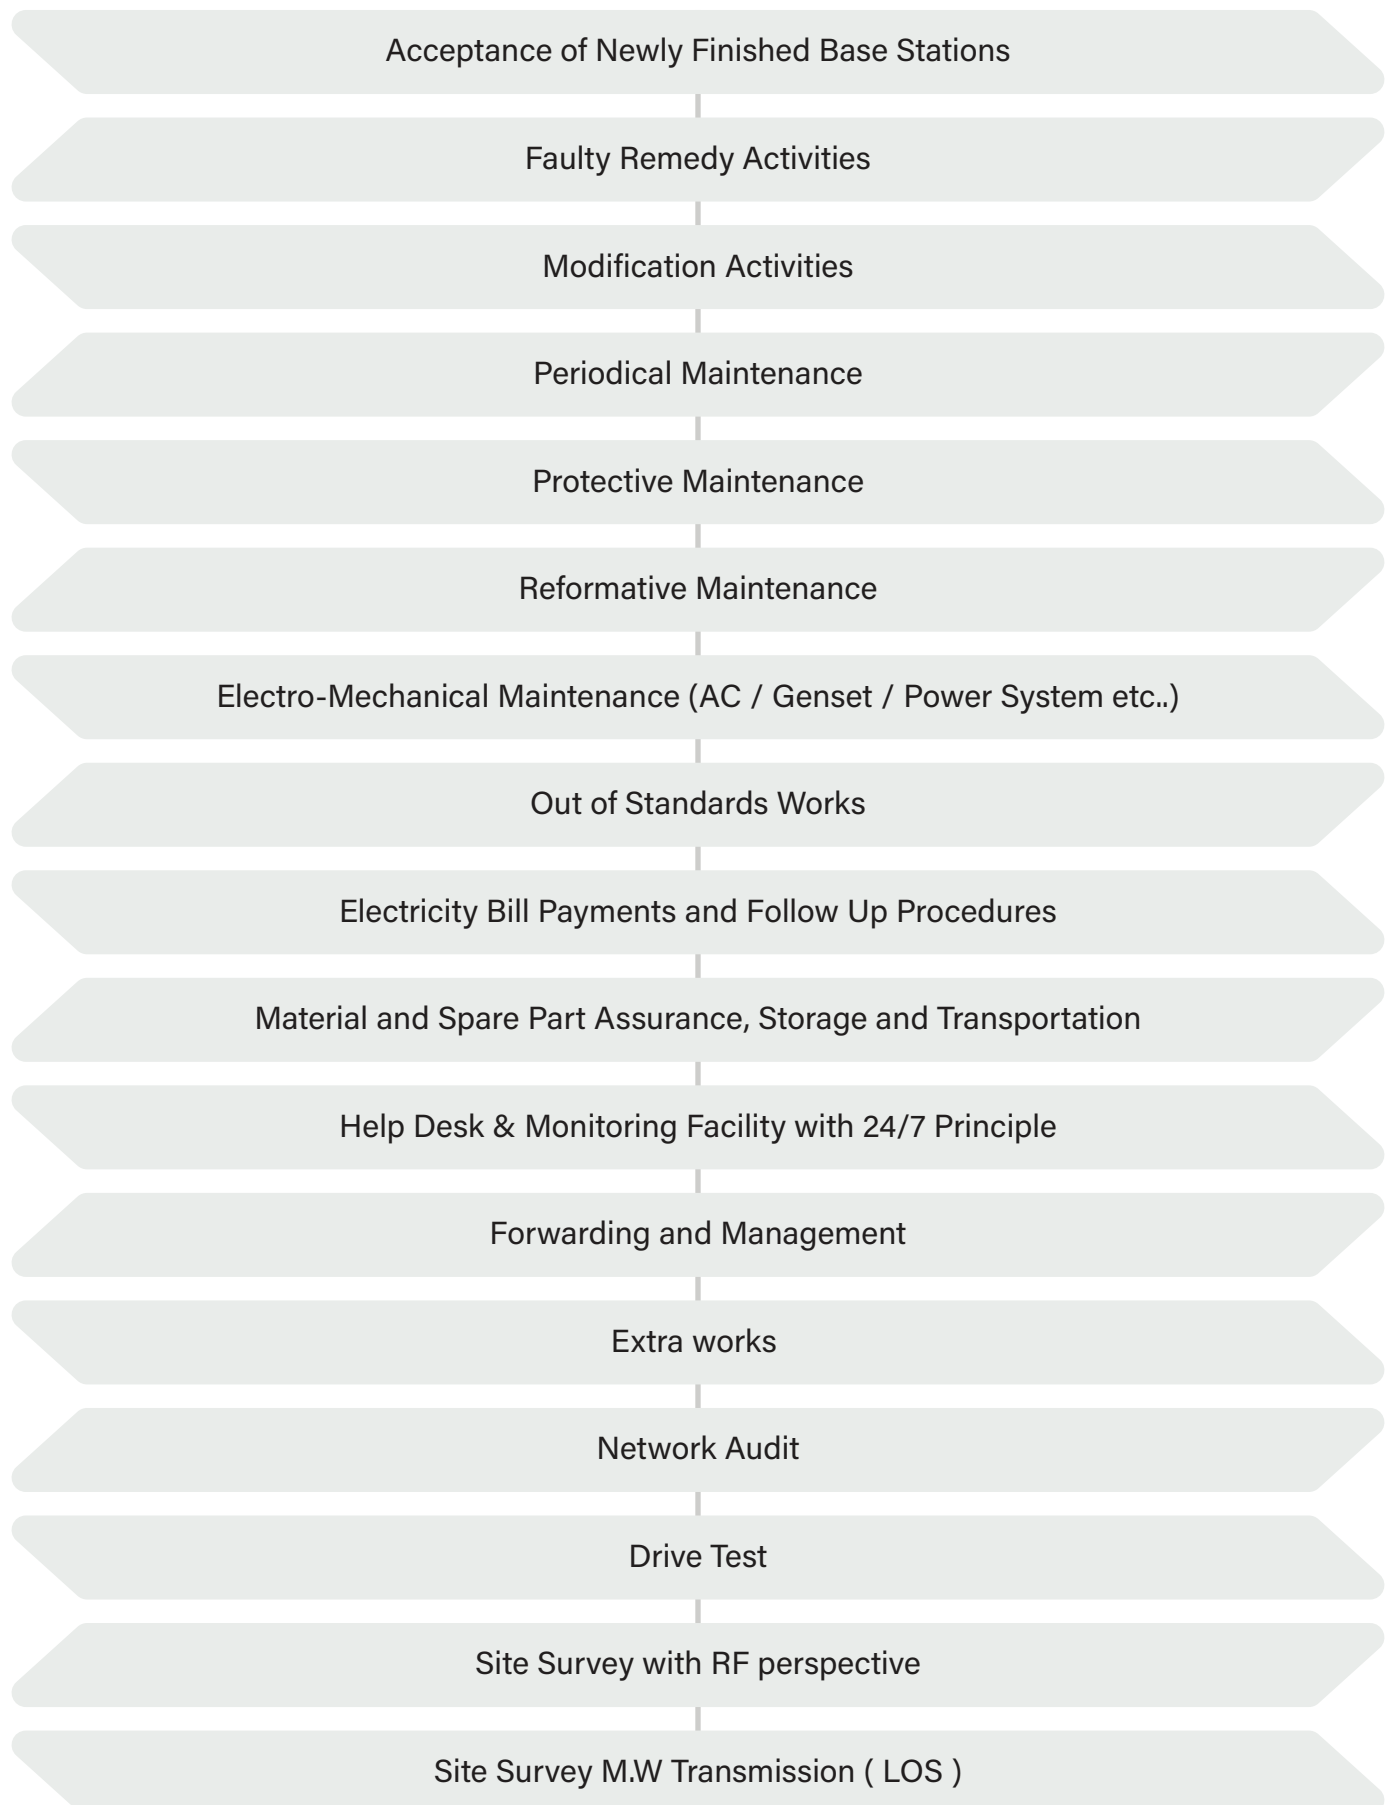 Acceptance of Newly Finished Base Stations
Faulty Remedy Activities
Modification Activities
Periodical Maintenance
Protective Maintenance
Reformative Maintenance
Electro-Mechanical Maintenance (AC / Genset / Power System etc..)
Out of Standards Works
Electricity Bill Payments and Follow Up Procedures
Material and Spare Part Assurance, Storage and Transportation
Help Desk & Monitoring Facility with 24/7 Principle
Forwarding and Management
Extra works
Network Audit
Drive Test
Site Survey with RF perspective
Site Survey M.W Transmission ( LOS )